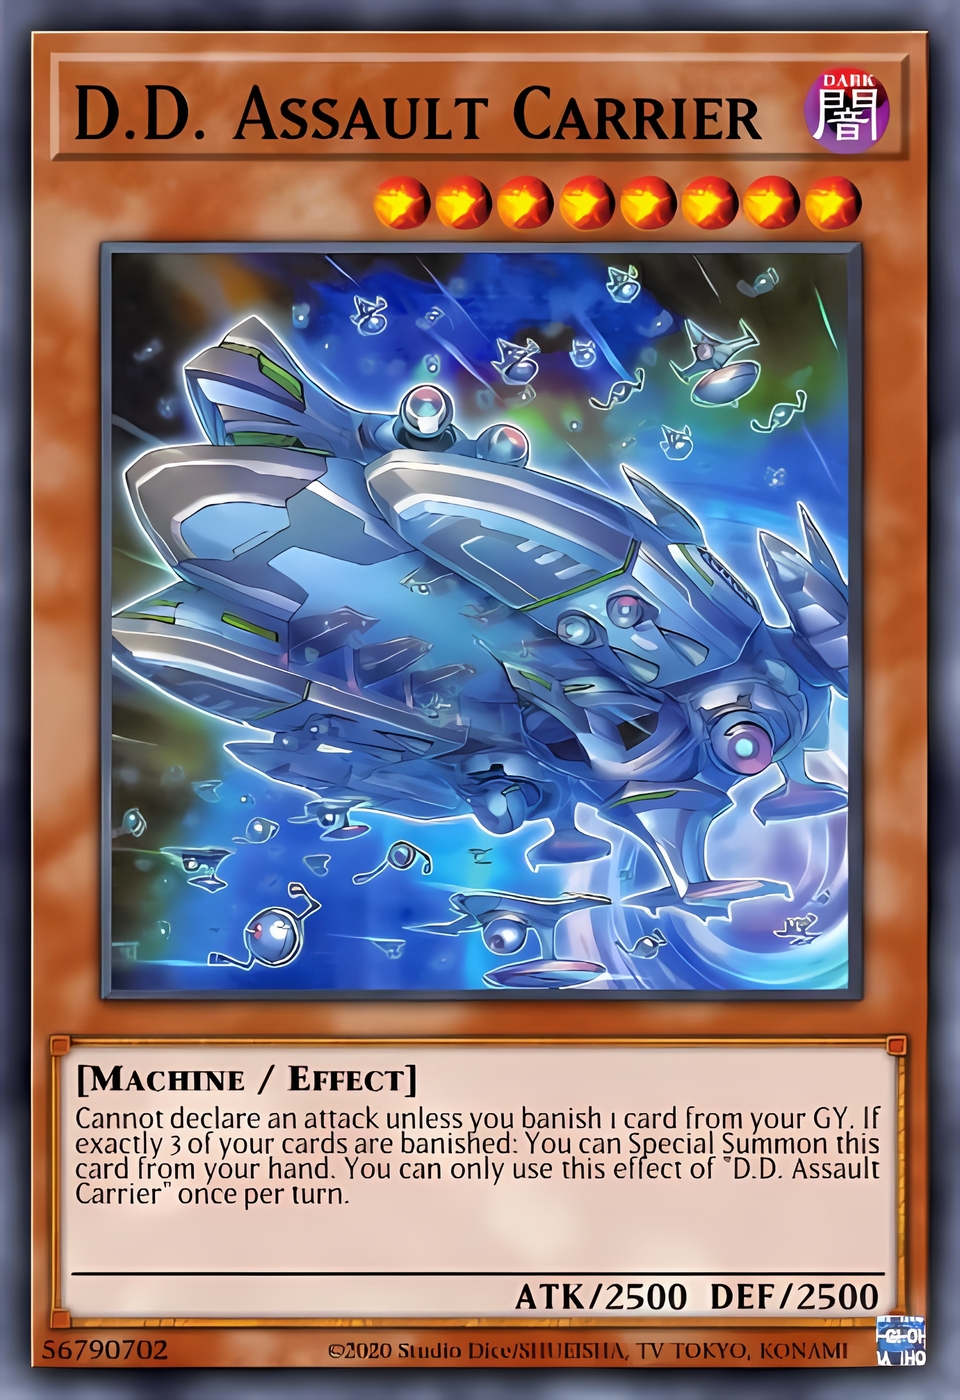 D.D. Assault Carrier
DARK
闇
[Machine / Effect]
Cannot declare an attack unless you banish 1 card from your GY. If
exactly 3 of your cards are banished: You can Special Summon this
card from your hand. You can only use this effect of "D.D. Assault
Carrier" once per turn.
ATK/2500 DEF/2500
56790702
©2020 Studio Dice/SHUEISHA, TV TOKYO, KONAMI